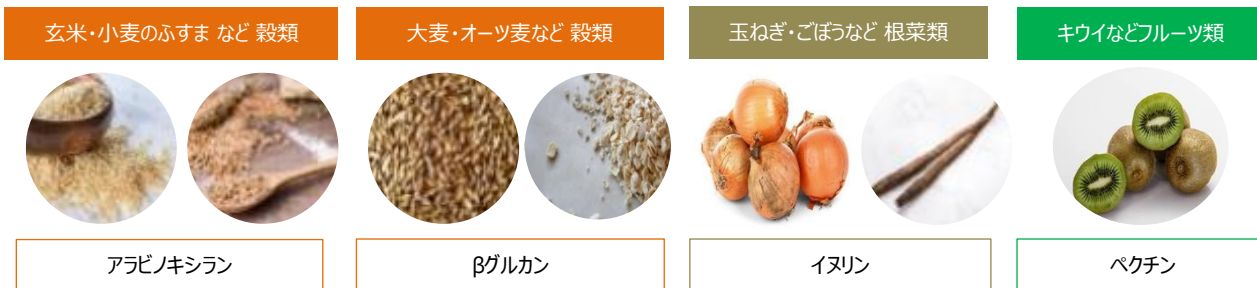 玄米・小麦のふすま など 穀類
大麦・オーツ麦など 穀類
玉ねぎ・ごぼうなど 根菜類
キウイなどフルーツ類
アラビノキシラン
βグルカン
イヌリン
ペクチン